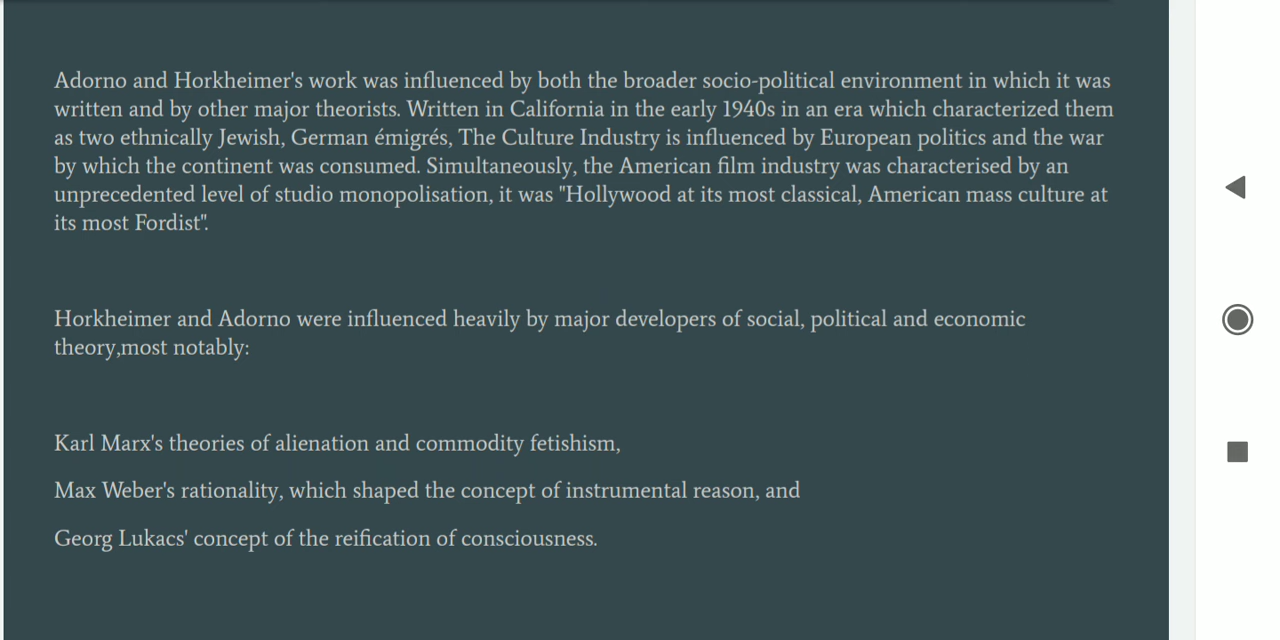 Adorno and Horkheimer's work was influenced by both the broader socio-political environment in which it was
written and by other major theorists. Written in California in the early 1940s in an era which characterized them
as two ethnically Jewish, German émigrés, The Culture Industry is influenced by European politics and the war
by which the continent was consumed. Simultaneously, the American film industry was characterised by an
unprecedented level of studio monopolisation, it was "Hollywood at its most classical, American mass culture at
its most Fordist".
Horkheimer and Adorno were influenced heavily by major developers of social, political and economic
theory,most notably:
Karl Marx's theories of alienation and commodity fetishism,
Max Weber's rationality, which shaped the concept of instrumental reason, and
Georg Lukacs' concept of the reification of consciousness.